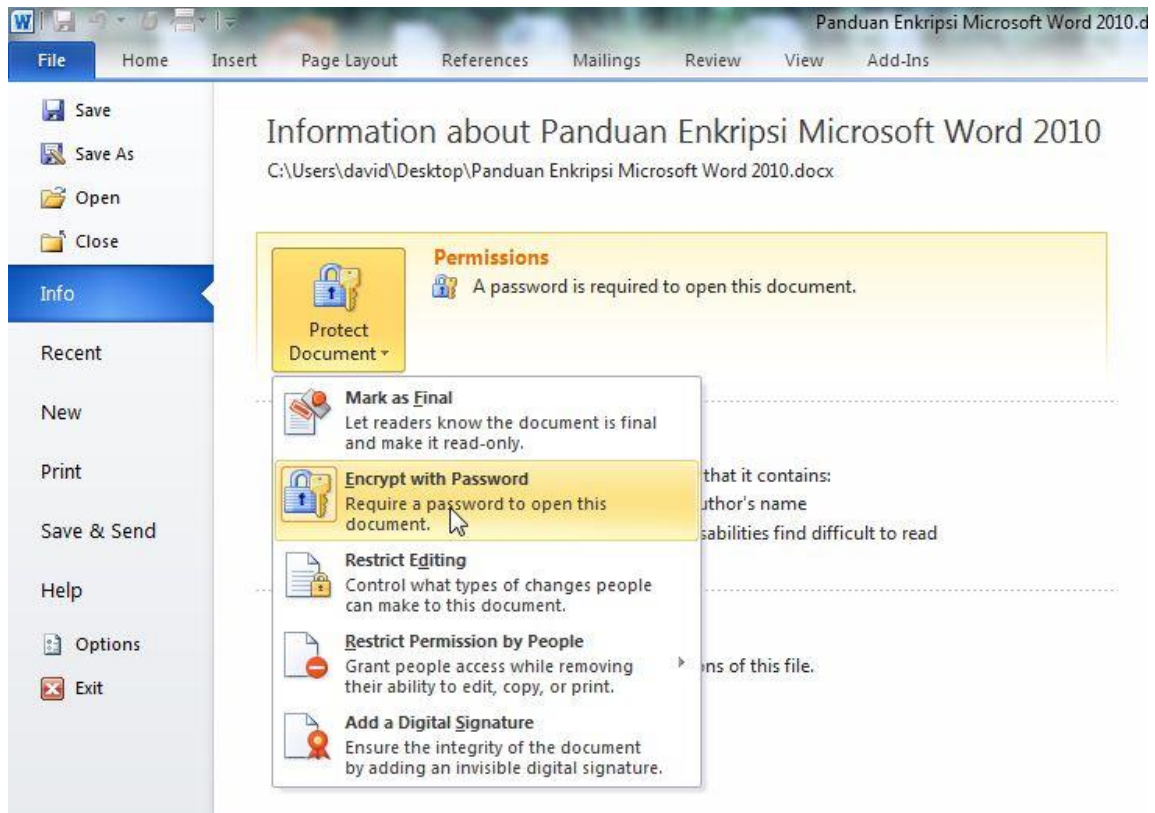 W
Panduan Enkripsi Microsoft Word 2010.d
File Home Insert Page Layout References Mailings Review View Add-Ins
Save
Save As
Open
Close
Info
Recent
New
Print
Save & Send
Help
Options
Exit
Information about Panduan Enkripsi Microsoft Word 2010
C:\Users\david\Desktop\Panduan Enkripsi Microsoft Word 2010.docx
Protect
Document
Permissions
A password is required to open this document.
Mark as Final
Let readers know the document is final
and make it read-only.
Encrypt with Password
Require a password to open this
document.
Restrict Editing
Control what types of changes people
can make to this document.
Restrict Permission by People
Grant people access while removing
their ability to edit, copy, or print.
Add a Digital Signature
Ensure the integrity of the document
by adding an invisible digital signature.
that it contains:
uthor's name
sabilities find difficult to read
ons of this file.